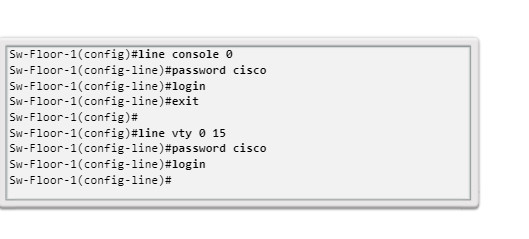 Sw-Floor-1(config)#line console 0
Sw-Floor-1(config-line)#password cisco
Sw-Floor-1(config-line)#login
Sw-Floor-1(config-line)#exit
Sw-Floor-1(config)#
Sw-Floor-1(config)#line vty 0 15
Sw-Floor-1(config-line)#password cisco
Sw-Floor-1(config-line)#login
Sw-Floor-1(config-line)#